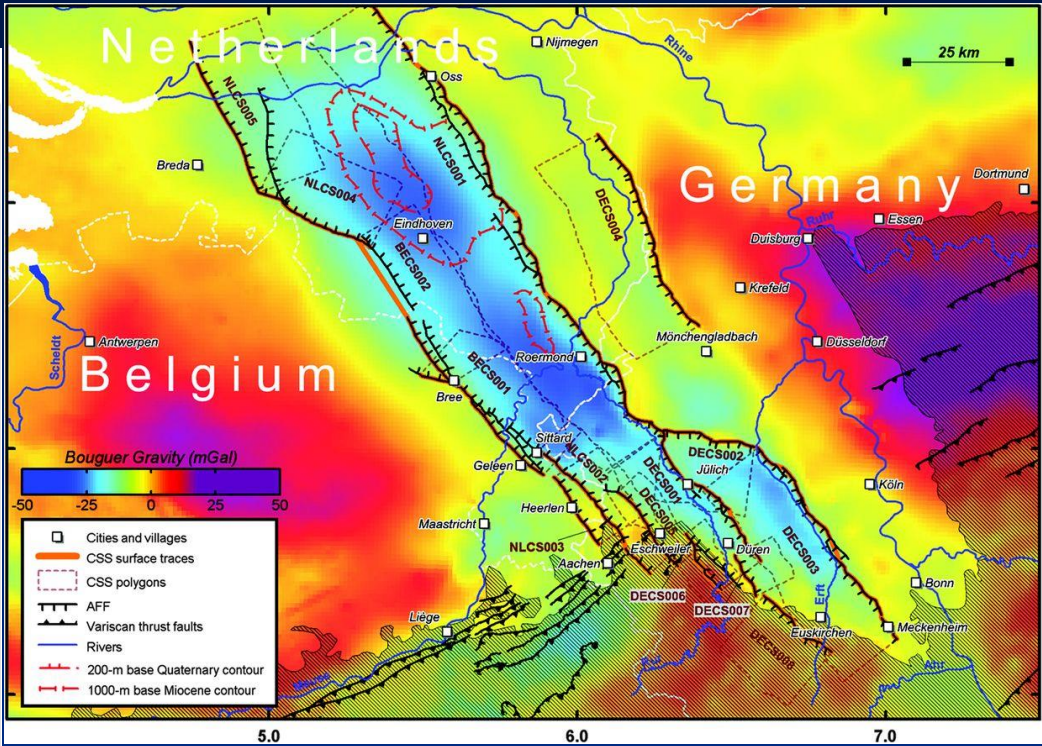 Netherlands
Nijmegen
Rhine
25 km
Oss
NLCS005
NLCS001
Breda
NLCS004
DECS004
Germany
Dortmund
Essen
Ruhr
Duisburg
Eindhoven
BECS002
Krefeld
Scheldt
Antwerpen
Mönchengladbach
Düsseldorf
Roermond
Belgium
BECS001
Bree
Sittard
Geleen
NLCS002
DECS001
DECS002
Jülich
Köln
Bouguer Gravity (mGal)
-50 -25 0 25 50
Heerlen
DECS005
Maastricht
NLCS003
Eschweiler
Düren
DECS003
Aachen
DECS006
DECS007
Bonn
Erft
Liége
Euskirchen
Meckenheim
DECS008
Meuse
Rur
Ahr
Cities and villages
CSS surface traces
CSS polygons
AFF
Variscan thrust faults
Rivers
200-m base Quaternary contour
1000-m base Miocene contour
5.0 6.0 7.0